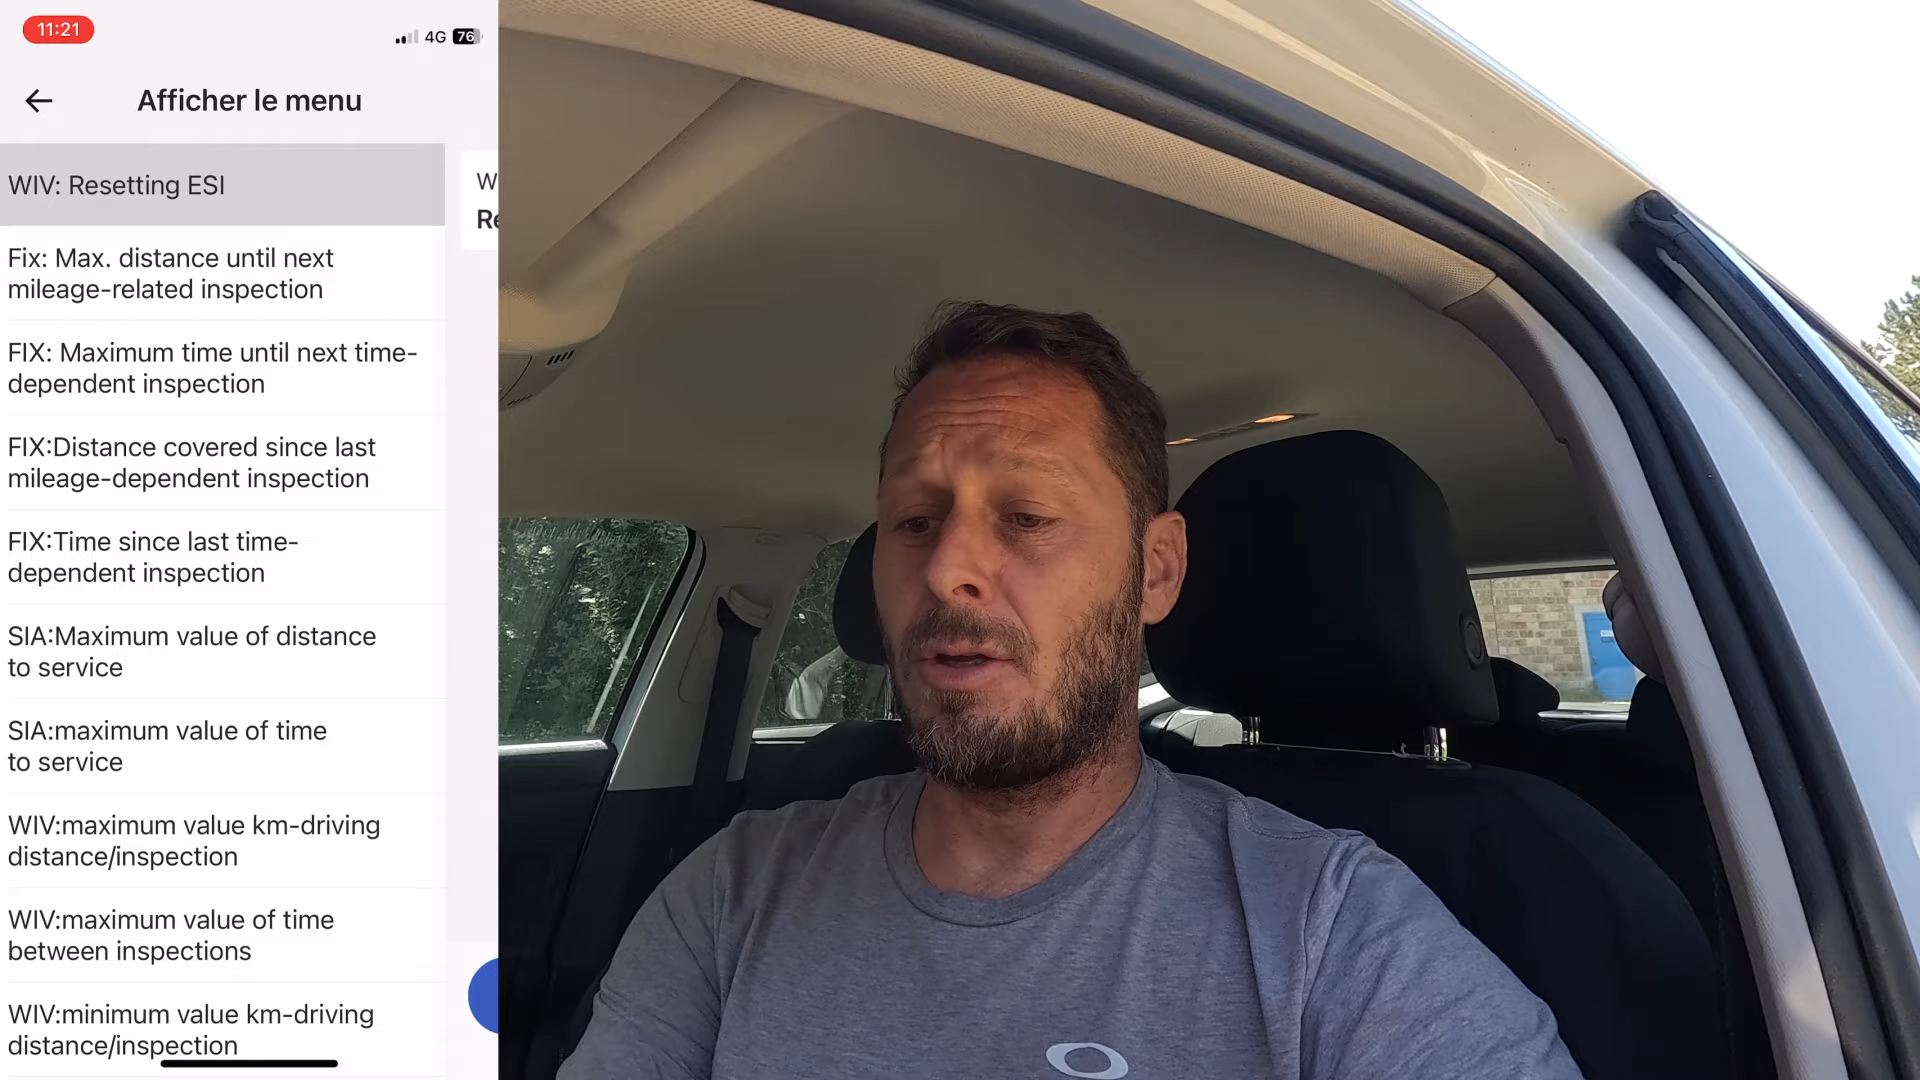 11:21
4G 76
Afficher le menu
WIV: Resetting ESI
W
Re
Fix: Max. distance until next
mileage-related inspection
FIX: Maximum time until next time-
dependent inspection
FIX:Distance covered since last
mileage-dependent inspection
FIX:Time since last time-
dependent inspection
SIA:Maximum value of distance
to service
SIA:maximum value of time
to service
WIV:maximum value km-driving
distance/inspection
WIV:maximum value of time
between inspections
WIV:minimum value km-driving
distance/inspection